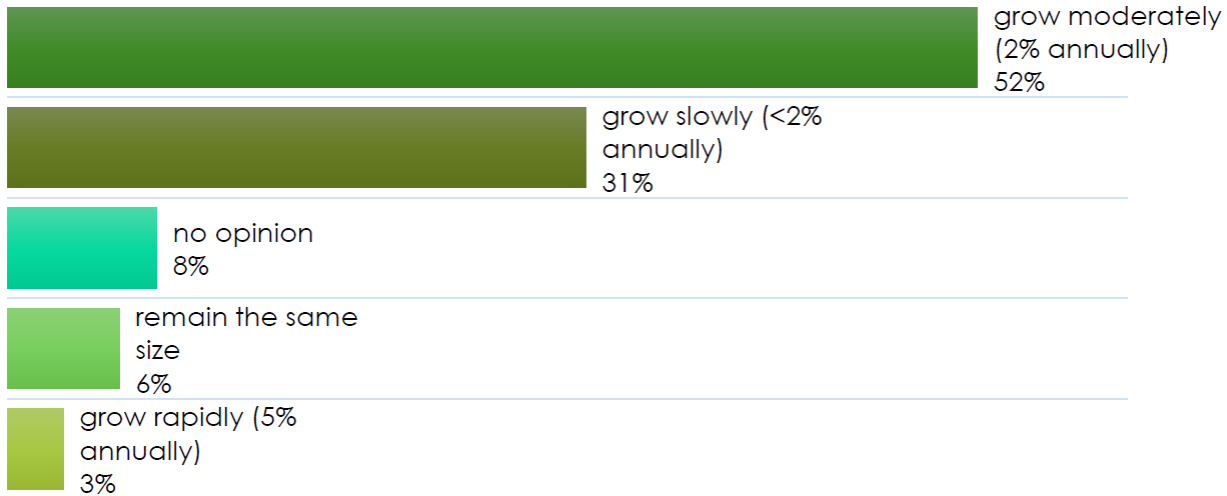 grow moderately
(2% annually)
52%
grow slowly (<2%
annually)
31%
no opinion
8%
remain the same
size
6%
grow rapidly (5%
annually)
3%